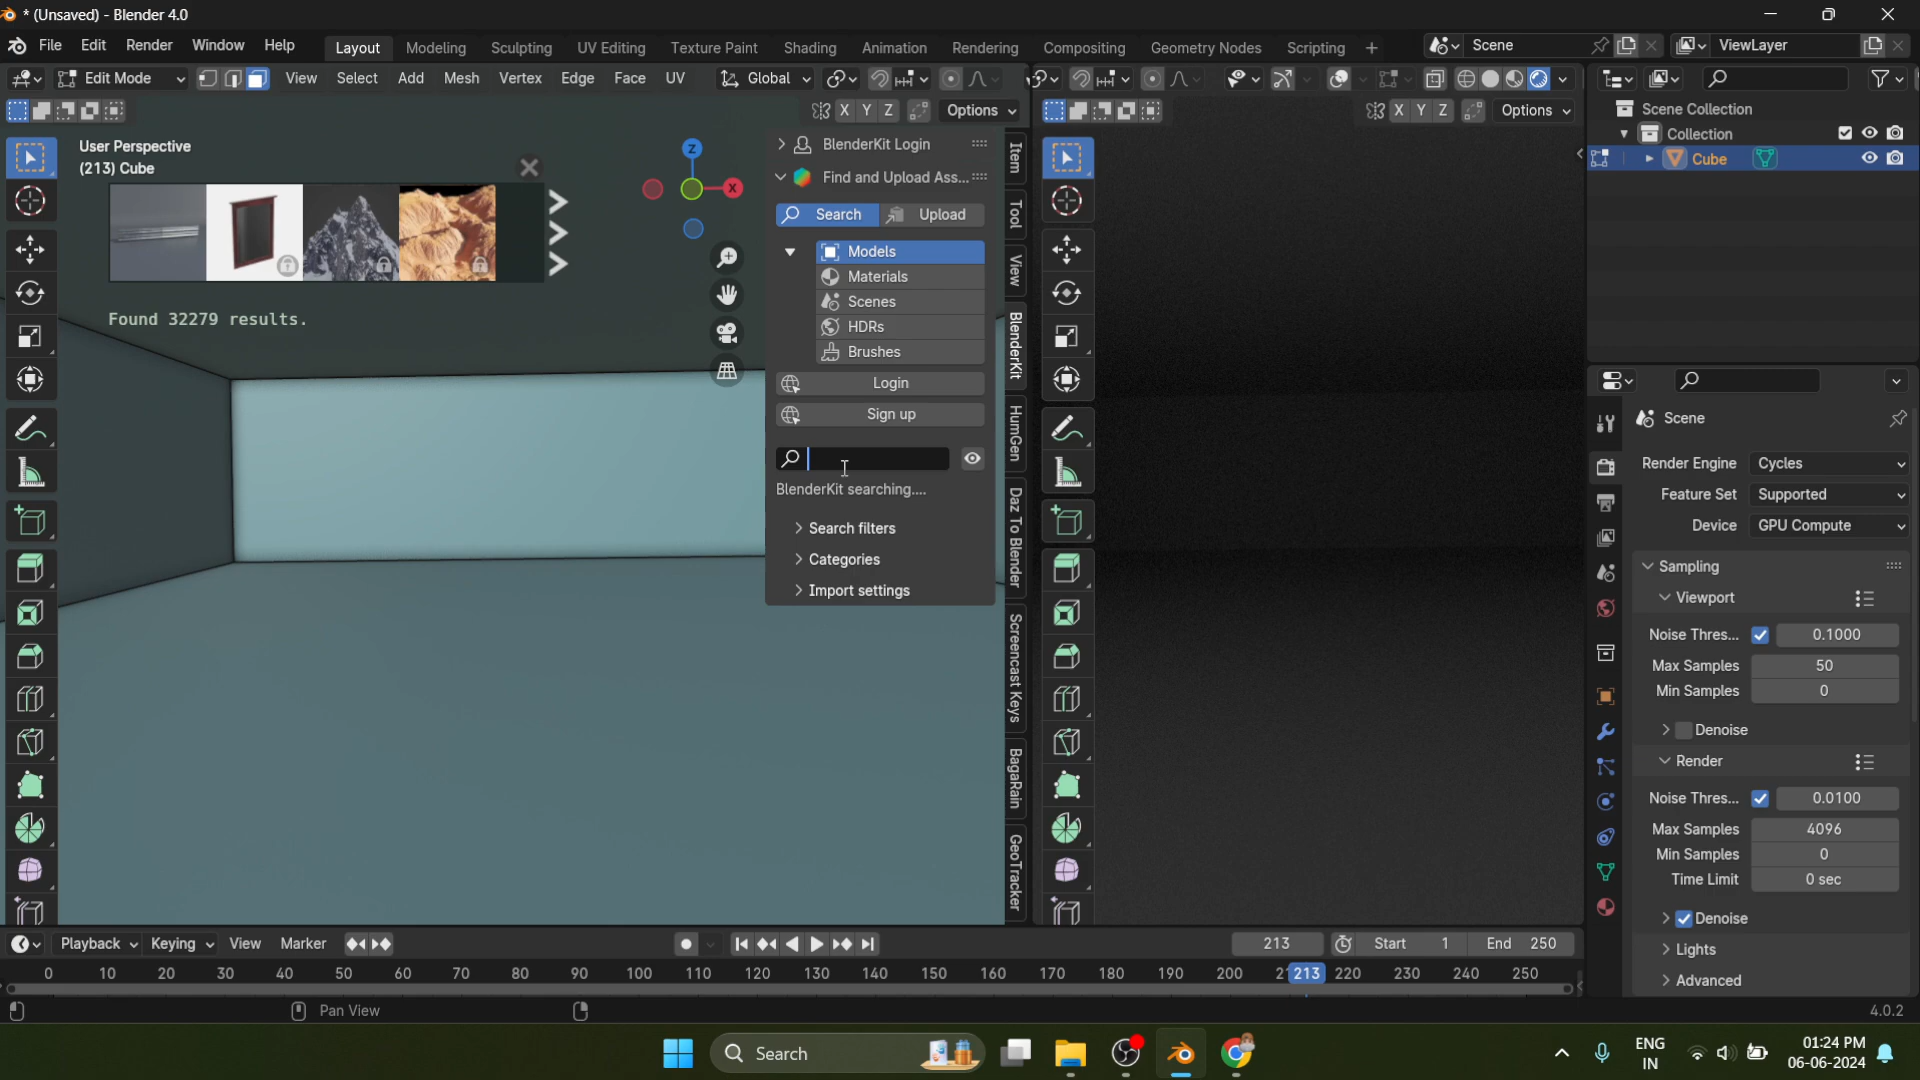 * (Unsaved) - Blender 4.0
File Edit Render Window Help
Layout Modeling Sculpting UV Editing Texture Paint Shading Animation Rendering Compositing Geometry Nodes Scripting +
Scene
ViewLayer
Edit Mode View Select Add Mesh Vertex Edge Face UV
Global
X Y Z Options
X Y Z Options
User Perspective
(213) Cube
Found 32279 results.
Z
X
BlenderKit Login
Find and Upload Ass...
Search Upload
Models
Materials
Scenes
HDRs
Brushes
Login
Sign up
BlenderKit searching....
Search filters
Categories
Import settings
Item
Tool
View
BlenderKit
HumGen
Daz To Blender
Screencast Keys
BagaRain
GeoTracker
Scene Collection
Collection
Cube
Scene
Render Engine Cycles
Feature Set Supported
Device GPU Compute
Sampling
Viewport
Noise Thres... 0.1000
Max Samples 50
Min Samples 0
Denoise
Render
Noise Thres... 0.0100
Max Samples 4096
Min Samples 0
Time Limit 0 sec
Denoise
Lights
Advanced
Playback Keying View Marker
213 Start 1 End 250
0 10 20 30 40 50 60 70 80 90 100 110 120 130 140 150 160 170 180 190 200 213 220 230 240 250
Pan View
4.0.2
Search
ENG
IN
01:24 PM
06-06-2024